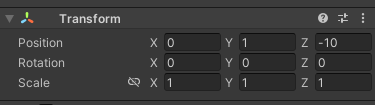 Transform
Position X 0 Y 1 Z -10
Rotation X 0 Y 0 Z 0
Scale X 1 Y 1 Z 1